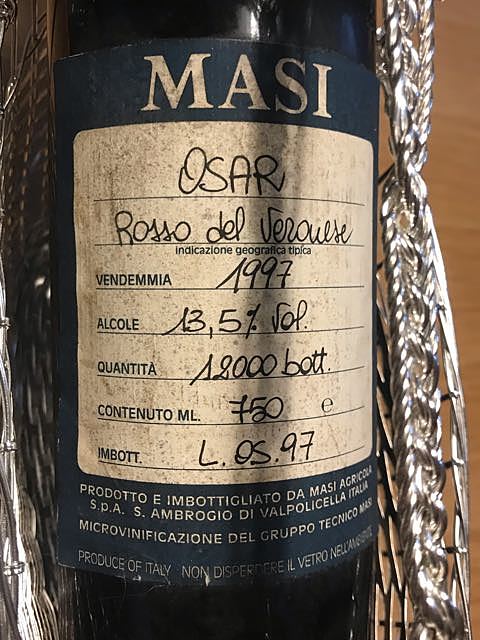 MASI
OSAR
Rosso del Veronese
indicazione geografica tipica
VENDEMMIA 1997
ALCOLE 13,5% Vol.
QUANTITÀ 12000 bott.
CONTENUTO ML. 750 e
IMBOTT. L. OS. 97
PRODOTTO E IMBOTTIGLIATO DA MASI AGRICOLA
S.p.A. S. AMBROGIO DI VALPOLICELLA ITALIA
MICROVINIFICAZIONE DEL GRUPPO TECNICO MASI
PRODUCE OF ITALY - NON DISPERDERE IL VETRO NELL'AMBIENTE